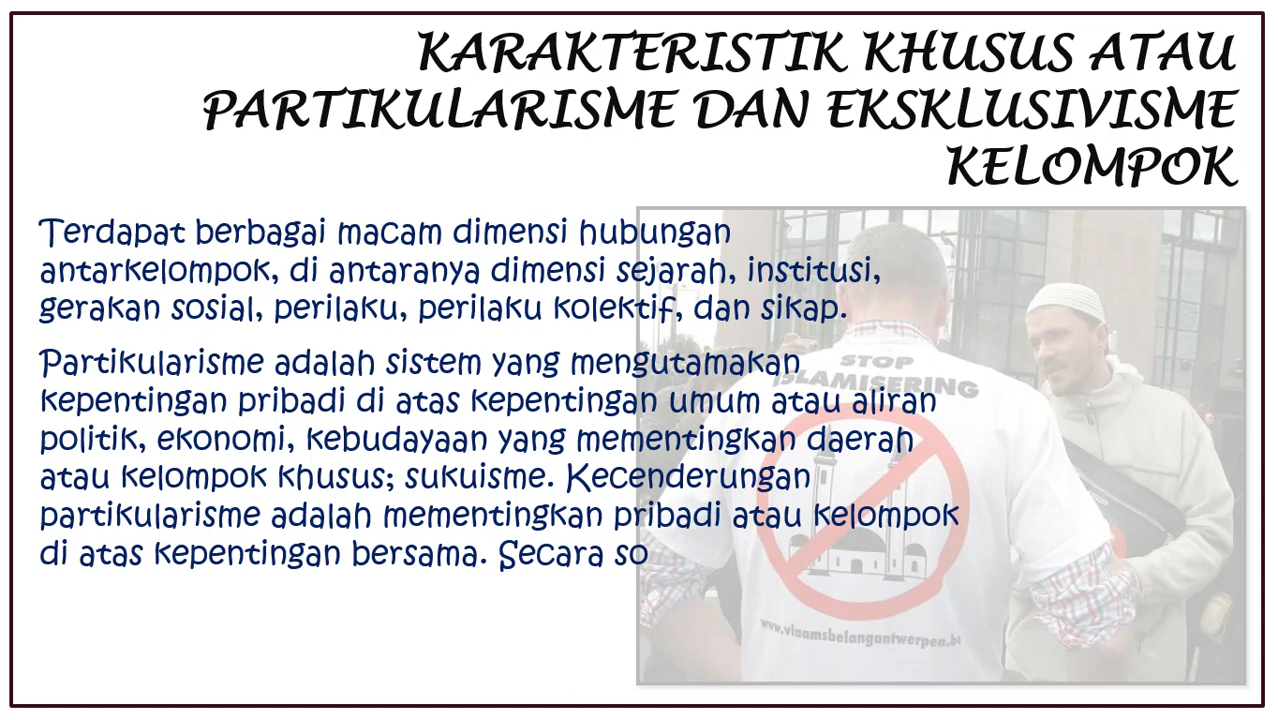 KARAKTERISTIK KHUSUS ATAU
PARTIKULARISME DAN EKSKLUSIVISME
KELOMPOK
Terdapat berbagai macam dimensi hubungan
antarkelompok, di antaranya dimensi sejarah, institusi,
gerakan sosial, perilaku, perilaku kolektif, dan sikap.
Partikularisme adalah sistem yang mengutamakan
kepentingan pribadi di atas kepentingan umum atau aliran
politik, ekonomi, kebudayaan yang mementingkan daerah
atau kelompok khusus; sukuisme. Kecenderungan
partikularisme adalah mementingkan pribadi atau kelompok
di atas kepentingan bersama. Secara so
STOP
ISLAMISERING
www.vlaamsbelangantwerpen.be